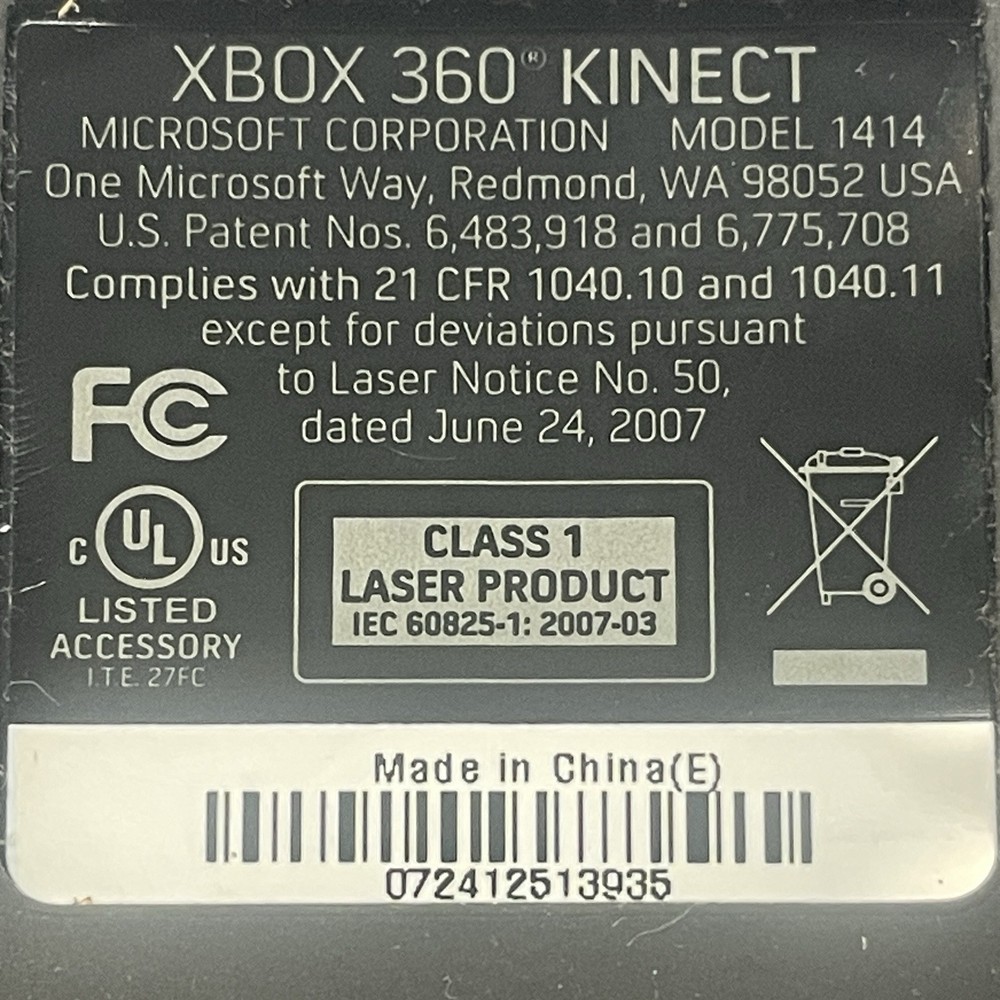 XBOX 360® KINECT
MICROSOFT CORPORATION MODEL 1414
One Microsoft Way, Redmond, WA 98052 USA
U.S. Patent Nos. 6,483,918 and 6,775,708
Complies with 21 CFR 1040.10 and 1040.11
except for deviations pursuant
to Laser Notice No. 50,
dated June 24, 2007
FC
C UL US
LISTED
ACCESSORY
I.T.E. 27FC
CLASS 1
LASER PRODUCT
IEC 60825-1: 2007-03
Made in China(E)
072412513935